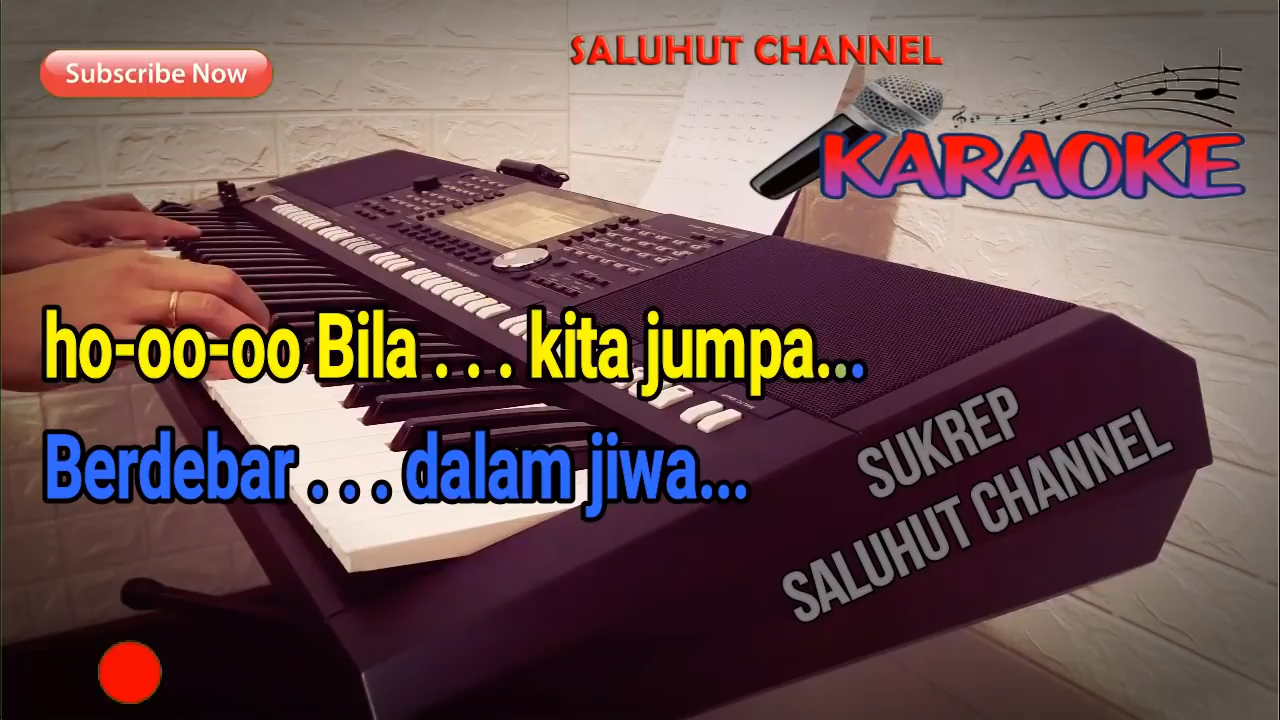 SALUHUT CHANNEL
Subscribe Now
KARAOKE
ho-oo-oo Bila . . . kita jumpa...
Berdebar . . . dalam jiwa...
SUKREP
SALUHUT CHANNEL